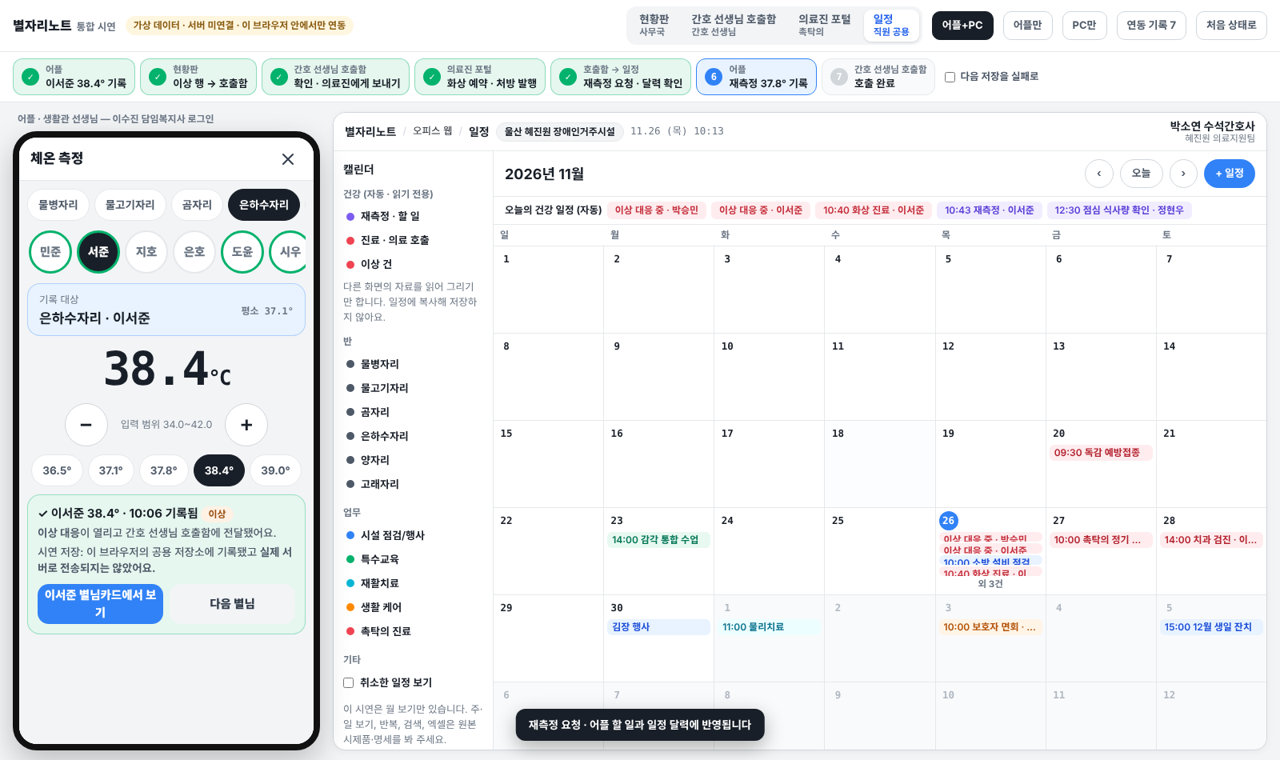 별자리노트 통합 시연 가상 데이터 · 서버 미연결 · 이 브라우저 안에서만 연동
현황판 간호 선생님 호출함 의료진 포털 일정
사무국 간호 선생님 촉탁의 직원 공용
어플+PC 어플만 PC만 연동 기록 7 처음 상태로
✓ 어플
이서준 38.4° 기록
✓ 현황판
이상 행 → 호출함
✓ 간호 선생님 호출함
확인 · 의료진에게 보내기
✓ 의료진 포털
화상 예약 · 처방 발행
✓ 호출함 → 일정
재측정 요청 · 달력 확인
6 어플
재측정 37.8° 기록
7 간호 선생님 호출함
호출 완료
다음 저장을 실패로
어플 · 생활관 선생님 — 이수진 담임복지사 로그인
체온 측정
물병자리 물고기자리 곰자리 은하수자리
민준 서준 지호 은호 도윤 시우
기록 대상
은하수자리 · 이서준
평소 37.1°
38.4°C
− 입력 범위 34.0~42.0 +
36.5° 37.1° 37.8° 38.4° 39.0°
✓ 이서준 38.4° · 10:06 기록됨 이상
이상 대응이 열리고 간호 선생님 호출함에 전달됐어요.
시연 저장: 이 브라우저의 공용 저장소에 기록했고 실제 서
버로 전송되지는 않았어요.
이서준 별님카드에서 보
기
다음 별님
별자리노트 / 오피스 웹 / 일정 울산 혜진원 장애인거주시설 11.26 (목) 10:13
박소연 수석간호사
혜진원 의료지원팀
캘린더
건강 (자동 · 읽기 전용)
재측정 · 할 일
진료 · 의료 호출
이상 건
다른 화면의 자료를 읽어 그리기
만 합니다. 일정에 복사해 저장하
지 않아요.
반
물병자리
물고기자리
곰자리
은하수자리
양자리
고래자리
업무
시설 점검/행사
특수교육
재활치료
생활 케어
촉탁의 진료
기타
취소한 일정 보기
이 시연은 월 보기만 있습니다. 주·
일 보기, 반복, 검색, 엑셀은 원본
시제품·명세를 봐 주세요.
2026년 11월
‹ 오늘 › + 일정
오늘의 건강 일정 (자동) 이상 대응 중 · 박승민 이상 대응 중 · 이서준 10:40 화상 진료 · 이서준 10:43 재측정 · 이서준 12:30 점심 식사량 확인 · 정현우
일 월 화 수 목 금 토
1 2 3 4 5 6 7
8 9 10 11 12 13 14
15 16 17 18 19 20 21
09:30 독감 예방접종
22 23 24 25 26 27 28
14:00 감각 통합 수업
이상 대응 중 · 박승민
이상 대응 중 · 이서준
10:00 소방 설비 점검
10:40 화상 진료 · 이...
외 3건
10:00 촉탁의 정기 ...
14:00 치과 검진 · 이...
29 30 1 2 3 4 5
김장 행사
11:00 물리치료
10:00 보호자 면회 · ...
15:00 12월 생일 잔치
6 7 8 9 10 11 12
재측정 요청 · 어플 할 일과 일정 달력에 반영됩니다